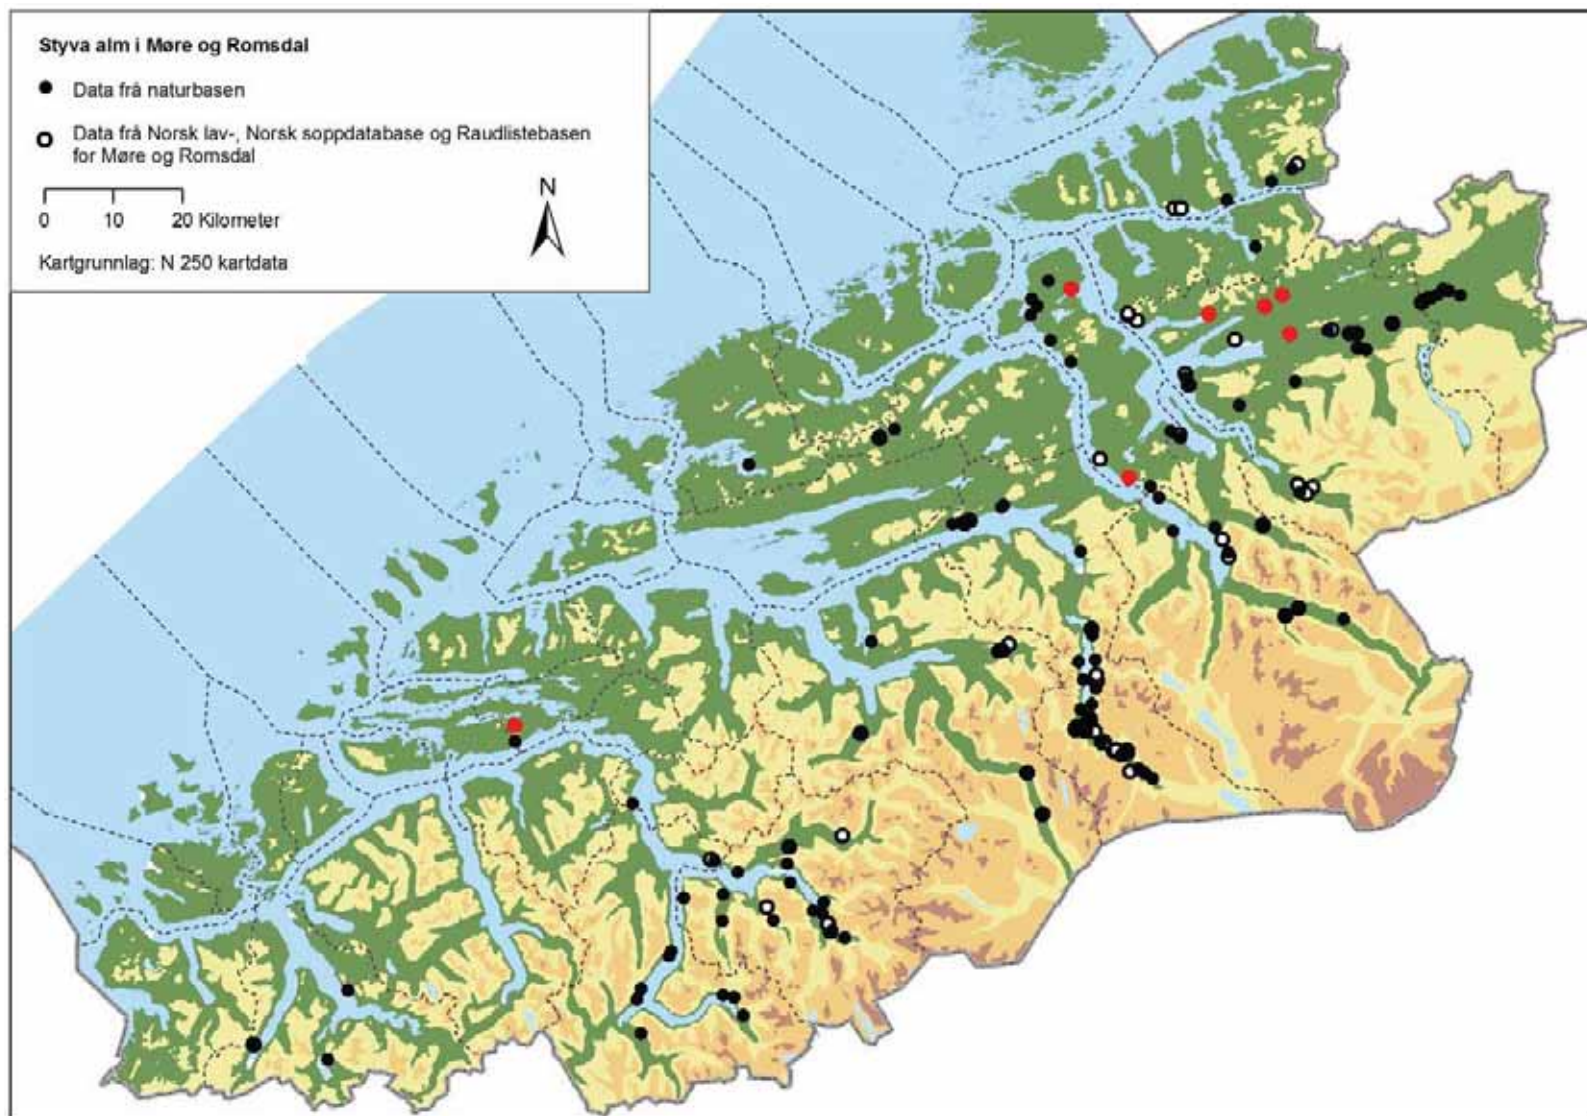 Styva alm i Møre og Romsdal
Data frå naturbasen
Data frå Norsk lav-, Norsk soppdatabase og Raudlistebasen
for Møre og Romsdal
N
0 10 20 Kilometer
Kartgrunnlag: N 250 kartdata